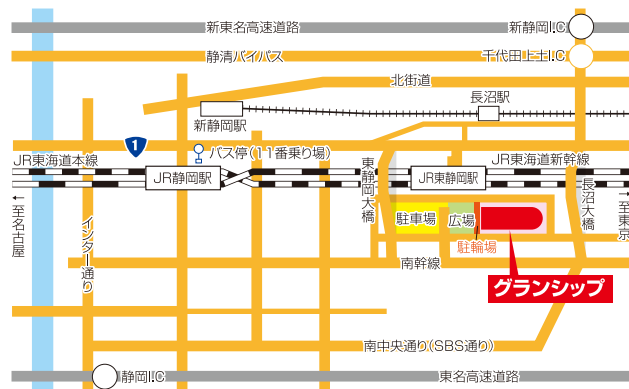 新東名高速道路
新静岡I.C
静清バイパス
千代田上土I.C
北街道
長沼駅
新静岡駅
1
バス停(11番乗り場)
JR東海道本線
JR東海道新幹線
JR静岡駅
JR東静岡駅
東静岡大橋
長沼大橋
←至名古屋
←至東京
インター通り
駐車場
広場
駐輪場
南幹線
グランシップ
南中央通り(SBS通り)
静岡I.C
東名高速道路